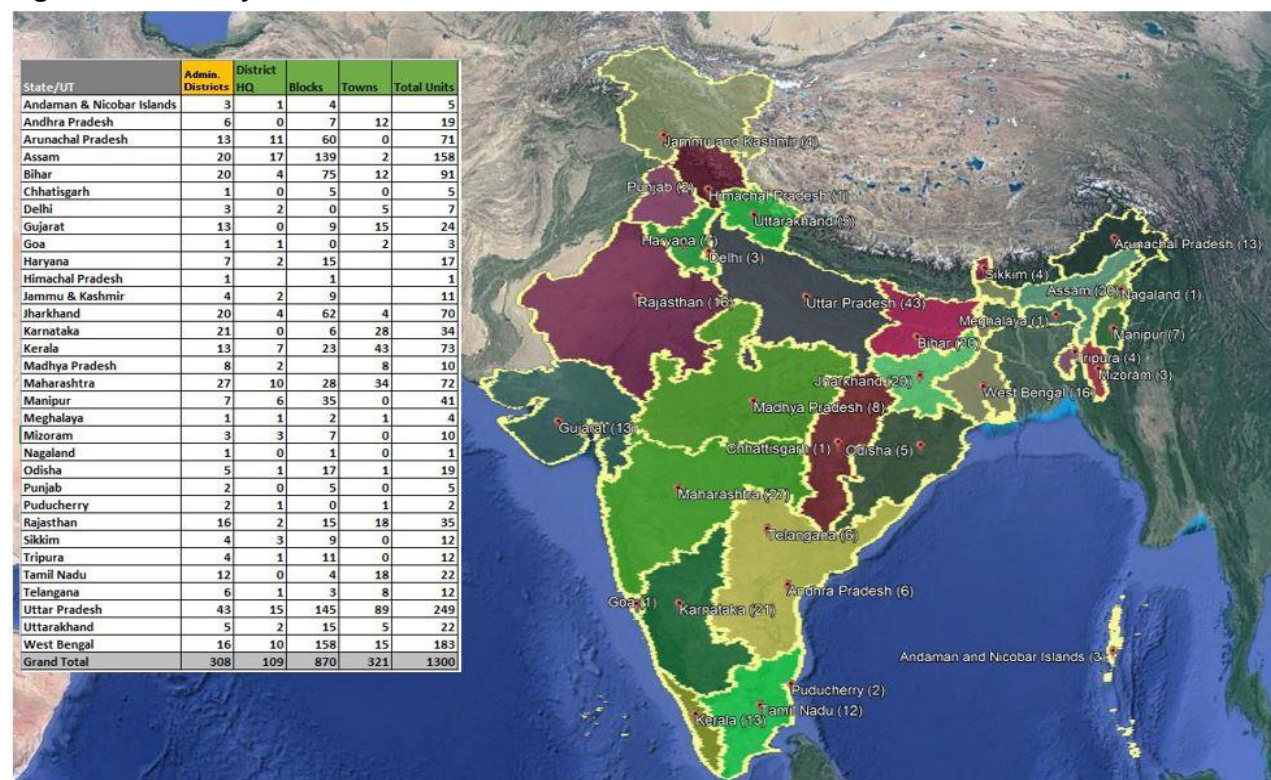 State/UT Admin. Districts District HQ Blocks Towns Total Units
Andaman & Nicobar Islands 3 1 4 5
Andhra Pradesh 6 0 7 12 19
Arunachal Pradesh 13 11 60 0 71
Assam 20 17 139 2 158
Bihar 20 4 75 12 91
Chhatisgarh 1 0 5 0 5
Delhi 3 2 0 5 7
Gujarat 13 0 9 15 24
Goa 1 1 0 2 3
Haryana 7 2 15 17
Himachal Pradesh 1 1 1
Jammu & Kashmir 4 2 9 11
Jharkhand 20 4 62 4 70
Karnataka 21 0 6 28 34
Kerala 13 7 23 43 73
Madhya Pradesh 8 2 8 10
Maharashtra 27 10 28 34 72
Manipur 7 6 35 0 41
Meghalaya 1 1 2 1 4
Mizoram 3 3 7 0 10
Nagaland 1 0 1 0 1
Odisha 5 1 17 1 19
Punjab 2 0 5 0 5
Puducherry 2 1 0 1 2
Rajasthan 16 2 15 18 35
Sikkim 4 3 9 0 12
Tripura 4 1 11 0 12
Tamil Nadu 12 0 4 18 22
Telangana 6 1 3 8 12
Uttar Pradesh 43 15 145 89 249
Uttarakhand 5 2 15 5 22
West Bengal 16 10 158 15 183
Grand Total 308 109 870 321 1300
Jammu and Kashmir (4)
Punjab (2)
Himachal Pradesh (1)
Uttarakhand (5)
Haryana (7)
Delhi (3)
Arunachal Pradesh (13)
Sikkim (4)
Assam (20)
Nagaland (1)
Rajasthan (16)
Uttar Pradesh (43)
Meghalaya (1)
Manipur (7)
Bihar (20)
Tripura (4)
Mizoram (3)
Jharkhand (20)
West Bengal (16)
Madhya Pradesh (8)
Gujarat (13)
Chhattisgarh (1)
Odisha (5)
Maharashtra (27)
Telangana (6)
Andhra Pradesh (6)
Goa (1)
Karnataka (21)
Andaman and Nicobar Islands (3)
Puducherry (2)
Tamil Nadu (12)
Kerala (13)